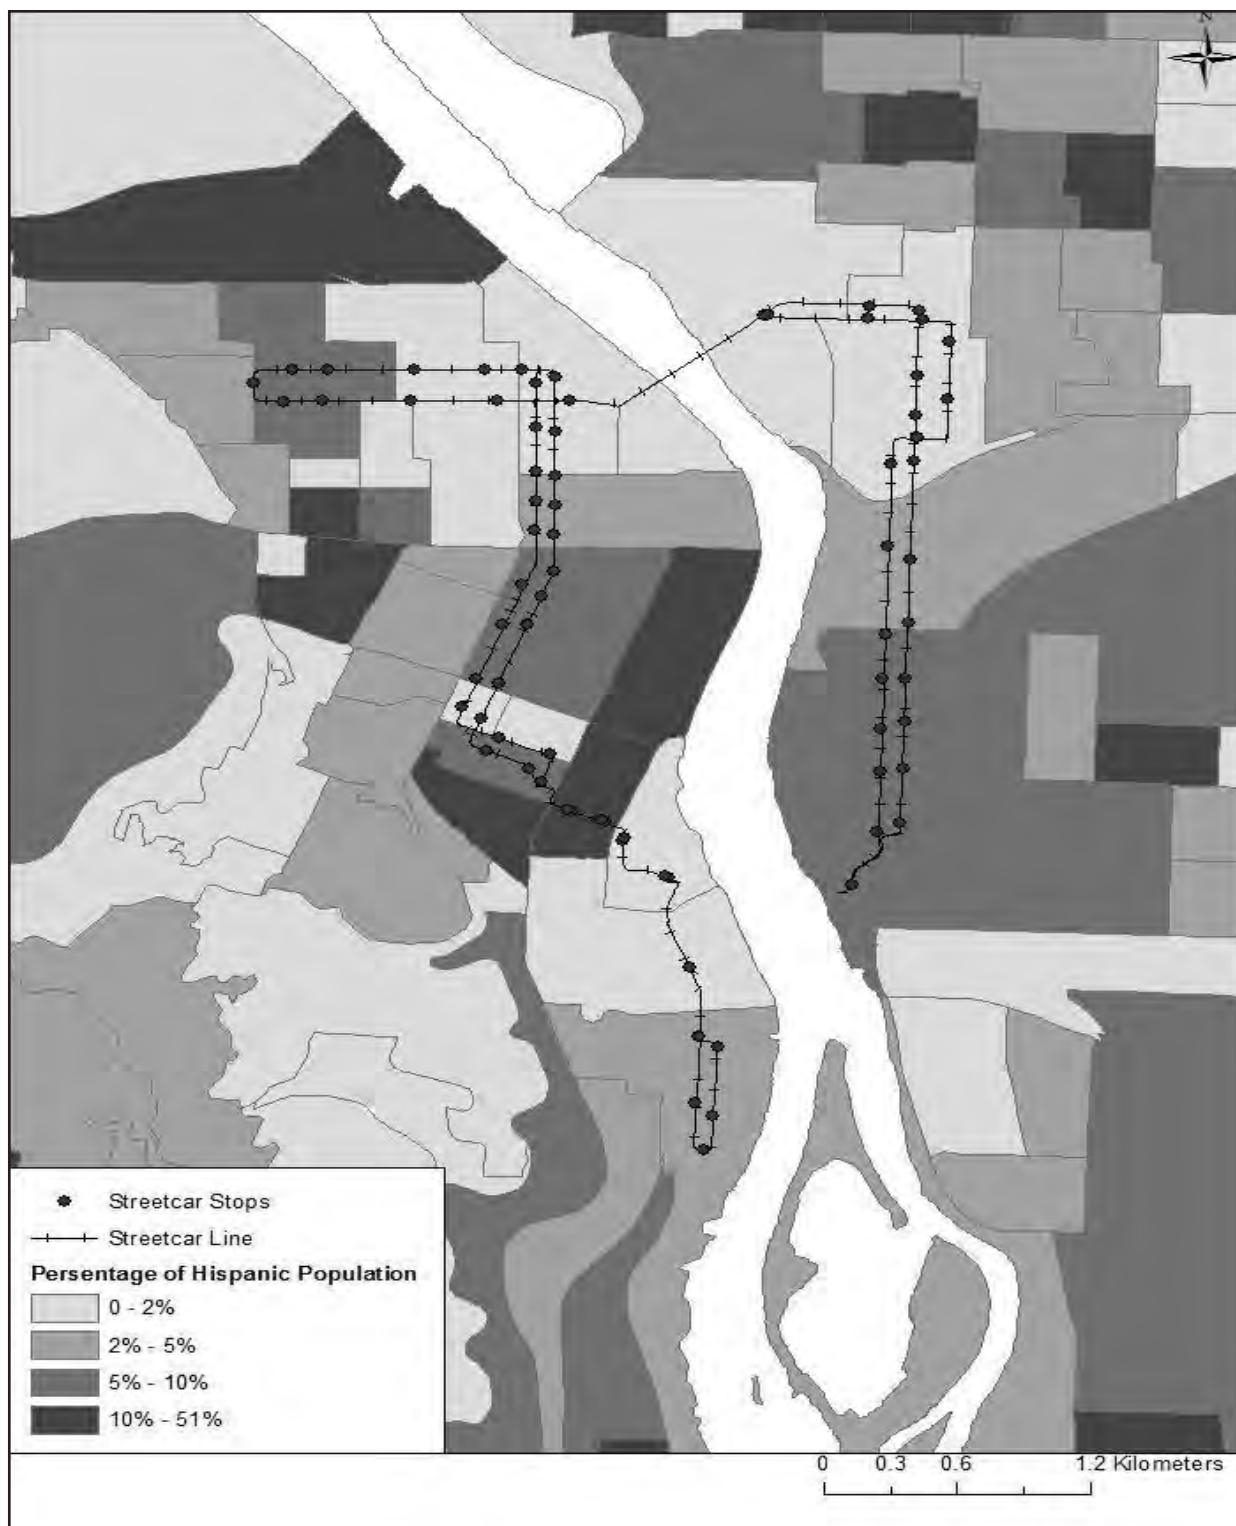 N
Streetcar Stops
Streetcar Line
Persentage of Hispanic Population
0 - 2%
2% - 5%
5% - 10%
10% - 51%
0 0.3 0.6 1.2 Kilometers